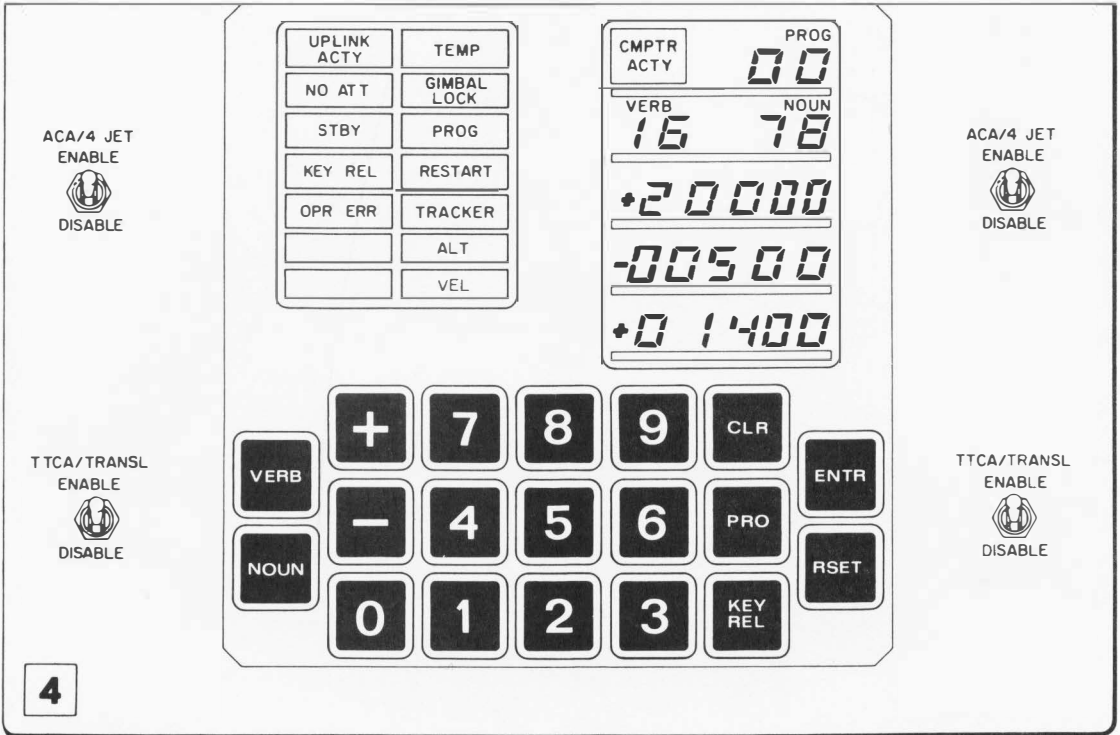 UPLINK
ACTY
TEMP
NO ATT
GIMBAL
LOCK
STBY
PROG
KEY REL
RESTART
OPR ERR
TRACKER
ALT
VEL
CMPTR
ACTY
PROG
00
VERB
NOUN
16
78
+20000
-00500
+01400
ACA/4 JET
ENABLE
DISABLE
ACA/4 JET
ENABLE
DISABLE
TTCA/TRANSL
ENABLE
DISABLE
TTCA/TRANSL
ENABLE
DISABLE
VERB
NOUN
+ 7 8 9 CLR
- 4 5 6 PRO
0 1 2 3 KEY
REL
ENTR
RSET
4